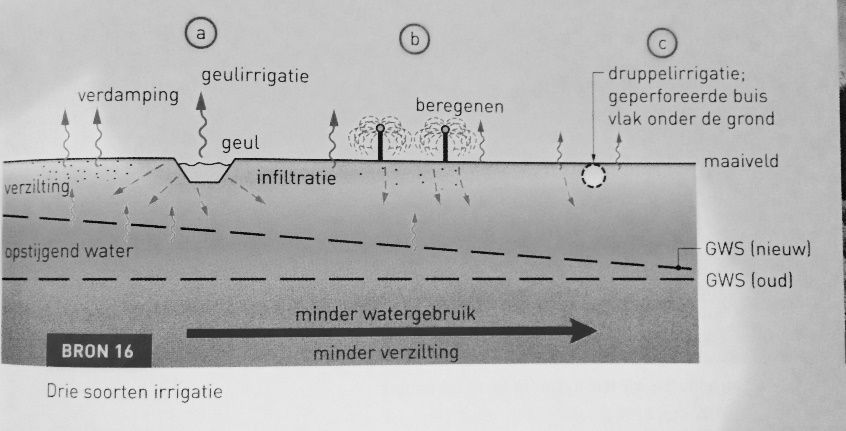 a
b
c
geulirrigatie
verdamping
geul
beregenen
druppelirrigatie;
geperforeerde buis
vlak onder de grond
maaiveld
verzilting
infiltratie
opstijgend water
GWS (nieuw)
GWS (oud)
minder watergebruik
minder verzilting
BRON 16
Drie soorten irrigatie